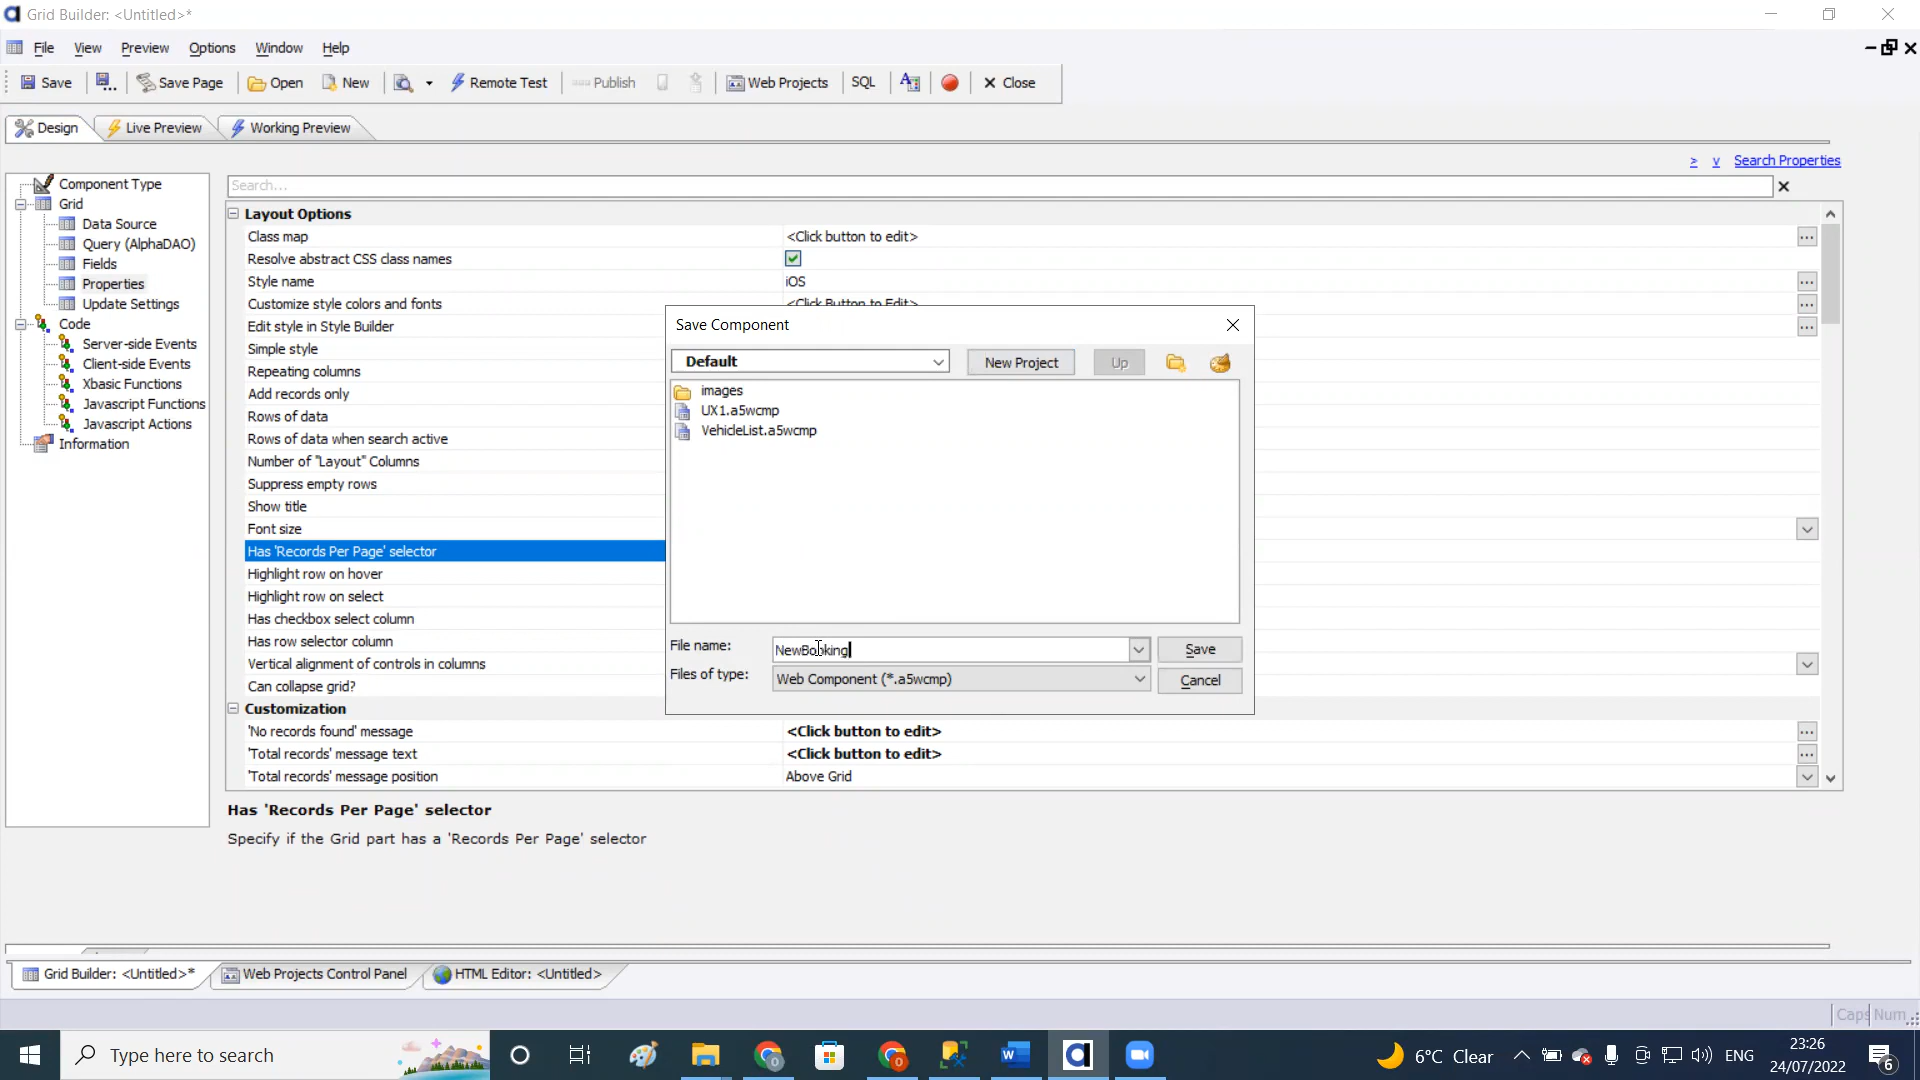 Grid Builder: <Untitled>*
File View Preview Options Window Help
Save Save Page Open New Remote Test Publish Web Projects SQL Close
Design Live Preview Working Preview
> v Search Properties
Component Type
Grid
Data Source
Query (AlphaDAO)
Fields
Properties
Update Settings
Code
Server-side Events
Client-side Events
Xbasic Functions
Javascript Functions
Javascript Actions
Information
Search...
Layout Options
Class map <Click button to edit>
Resolve abstract CSS class names
Style name iOS
Customize style colors and fonts <Click Button to Edit>
Edit style in Style Builder
Simple style
Repeating columns
Add records only
Rows of data
Rows of data when search active
Number of "Layout" Columns
Suppress empty rows
Show title
Font size
Has 'Records Per Page' selector
Highlight row on hover
Highlight row on select
Has checkbox select column
Has row selector column
Vertical alignment of controls in columns
Can collapse grid?
Customization
'No records found' message <Click button to edit>
'Total records' message text <Click button to edit>
'Total records' message position Above Grid
Save Component
Default New Project Up
images
UX1.a5wcmp
VehicleList.a5wcmp
File name: NewBooking Save
Files of type: Web Component (*.a5wcmp) Cancel
Has 'Records Per Page' selector
Specify if the Grid part has a 'Records Per Page' selector
Grid Builder: <Untitled>* Web Projects Control Panel HTML Editor: <Untitled>
Caps Num
Type here to search
6°C Clear ENG
23:26
24/07/2022
6